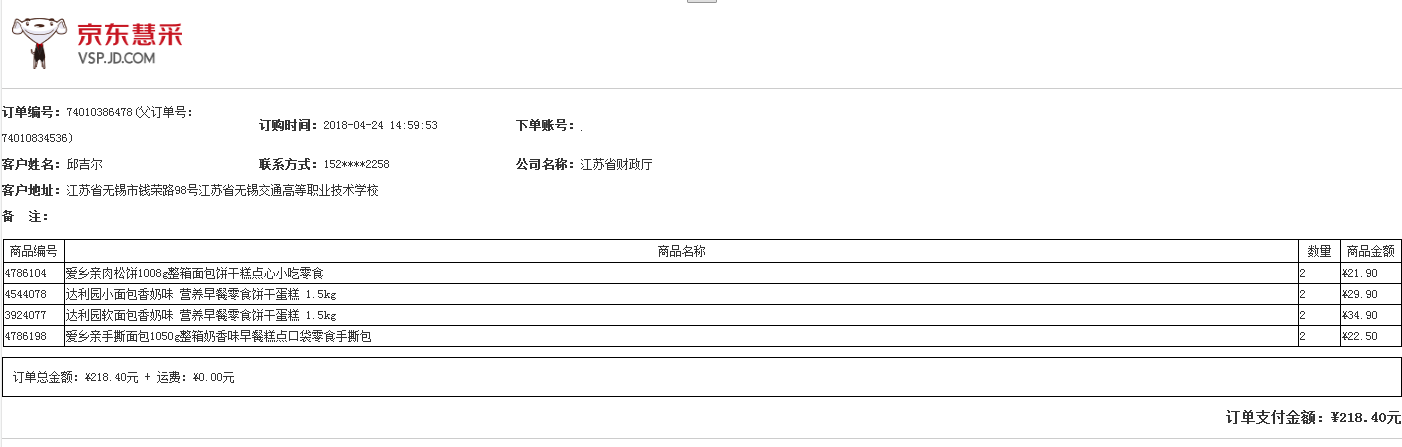 京东慧采
VSP.JD.COM
订单编号：74010386478(父订单号：
74010834536)
订购时间：2018-04-24 14:59:53
下单账号：.
客户姓名：邱吉尔
联系方式：152****2258
公司名称：江苏省财政厅
客户地址：江苏省无锡市钱荣路98号江苏省无锡交通高等职业技术学校
备 注：
商品编号 商品名称 数量 商品金额
4786104 爱乡亲肉松饼1008g整箱面包饼干糕点心小吃零食 2 ¥21.90
4544078 达利园小面包香奶味 营养早餐零食饼干蛋糕 1.5kg 2 ¥29.90
3924077 达利园软面包香奶味 营养早餐零食饼干蛋糕 1.5kg 2 ¥34.90
4786198 爱乡亲手撕面包1050g整箱奶香味早餐糕点口袋零食手撕包 2 ¥22.50
订单总金额：¥218.40元 + 运费：¥0.00元
订单支付金额：¥218.40元